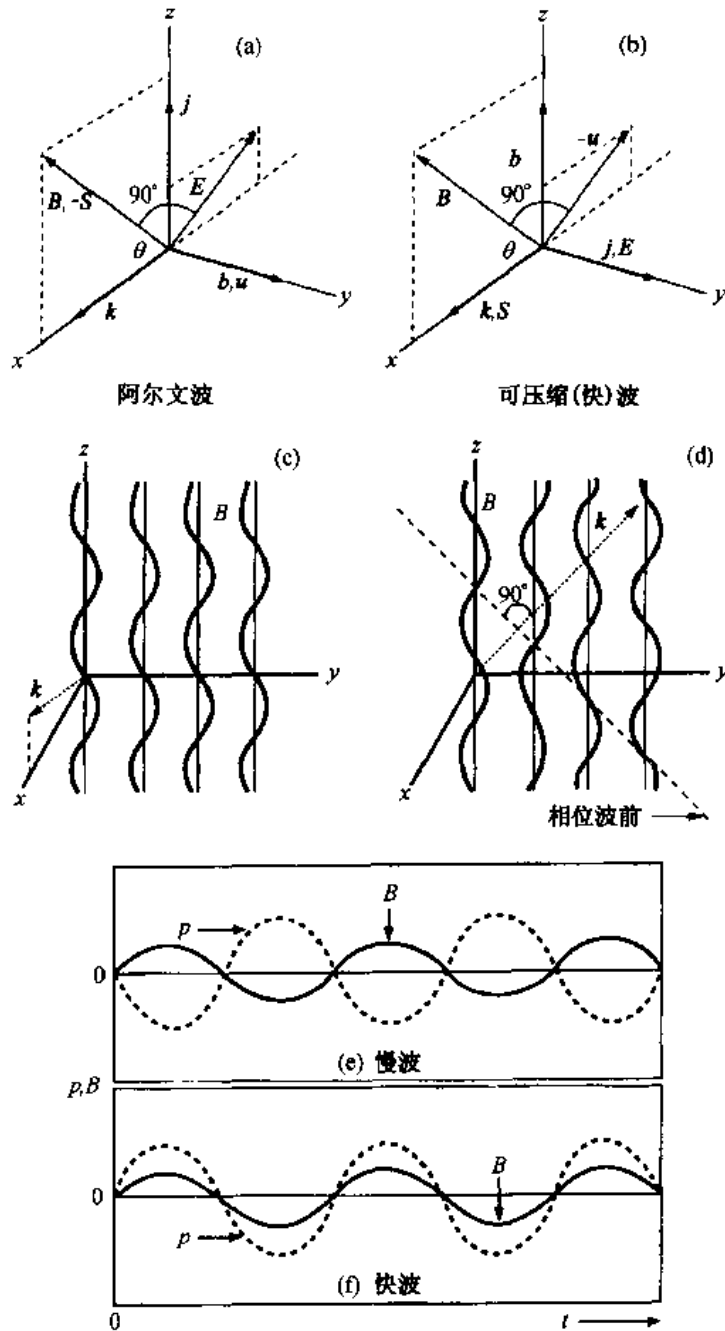 z
(a)
j
B, -S
90°
E
θ
b,u
k
y
x
阿尔文波
z
(b)
b
-u
B
90°
θ
j,E
k,S
y
x
可压缩(快)波
z
(c)
B
k
y
x
z
(d)
B
k
90°
y
x
相位波前
p
B
0
(e) 慢波
p,B
0
B
p
(f) 快波
0
t